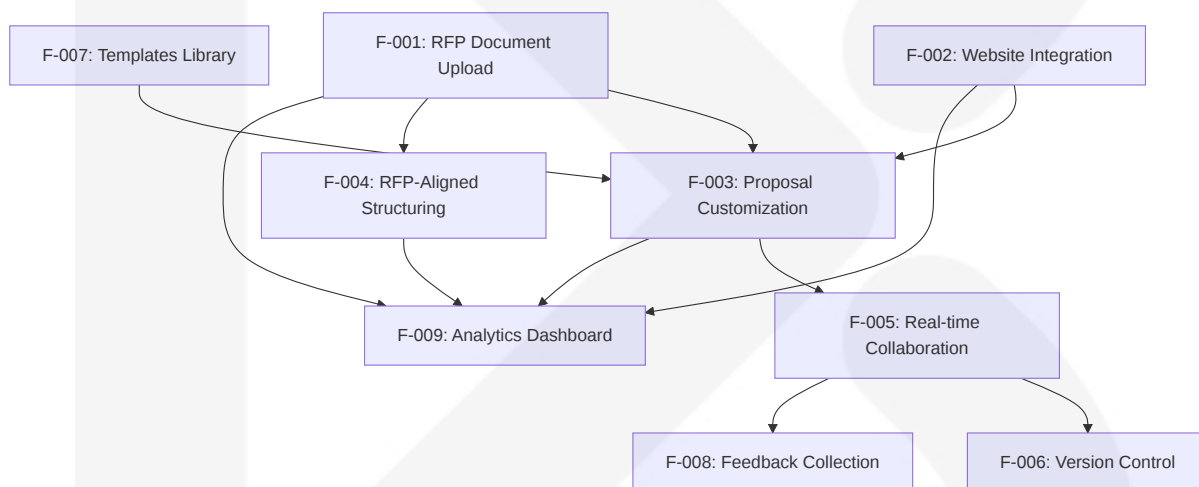 F-007: Templates Library
F-001: RFP Document
Upload
F-002: Website Integration
F-004: RFP-Aligned
Structuring
F-003: Proposal
Customization
F-009: Analytics Dashboard
F-005: Real-time
Collaboration
F-008: Feedback Collection
F-006: Version Control